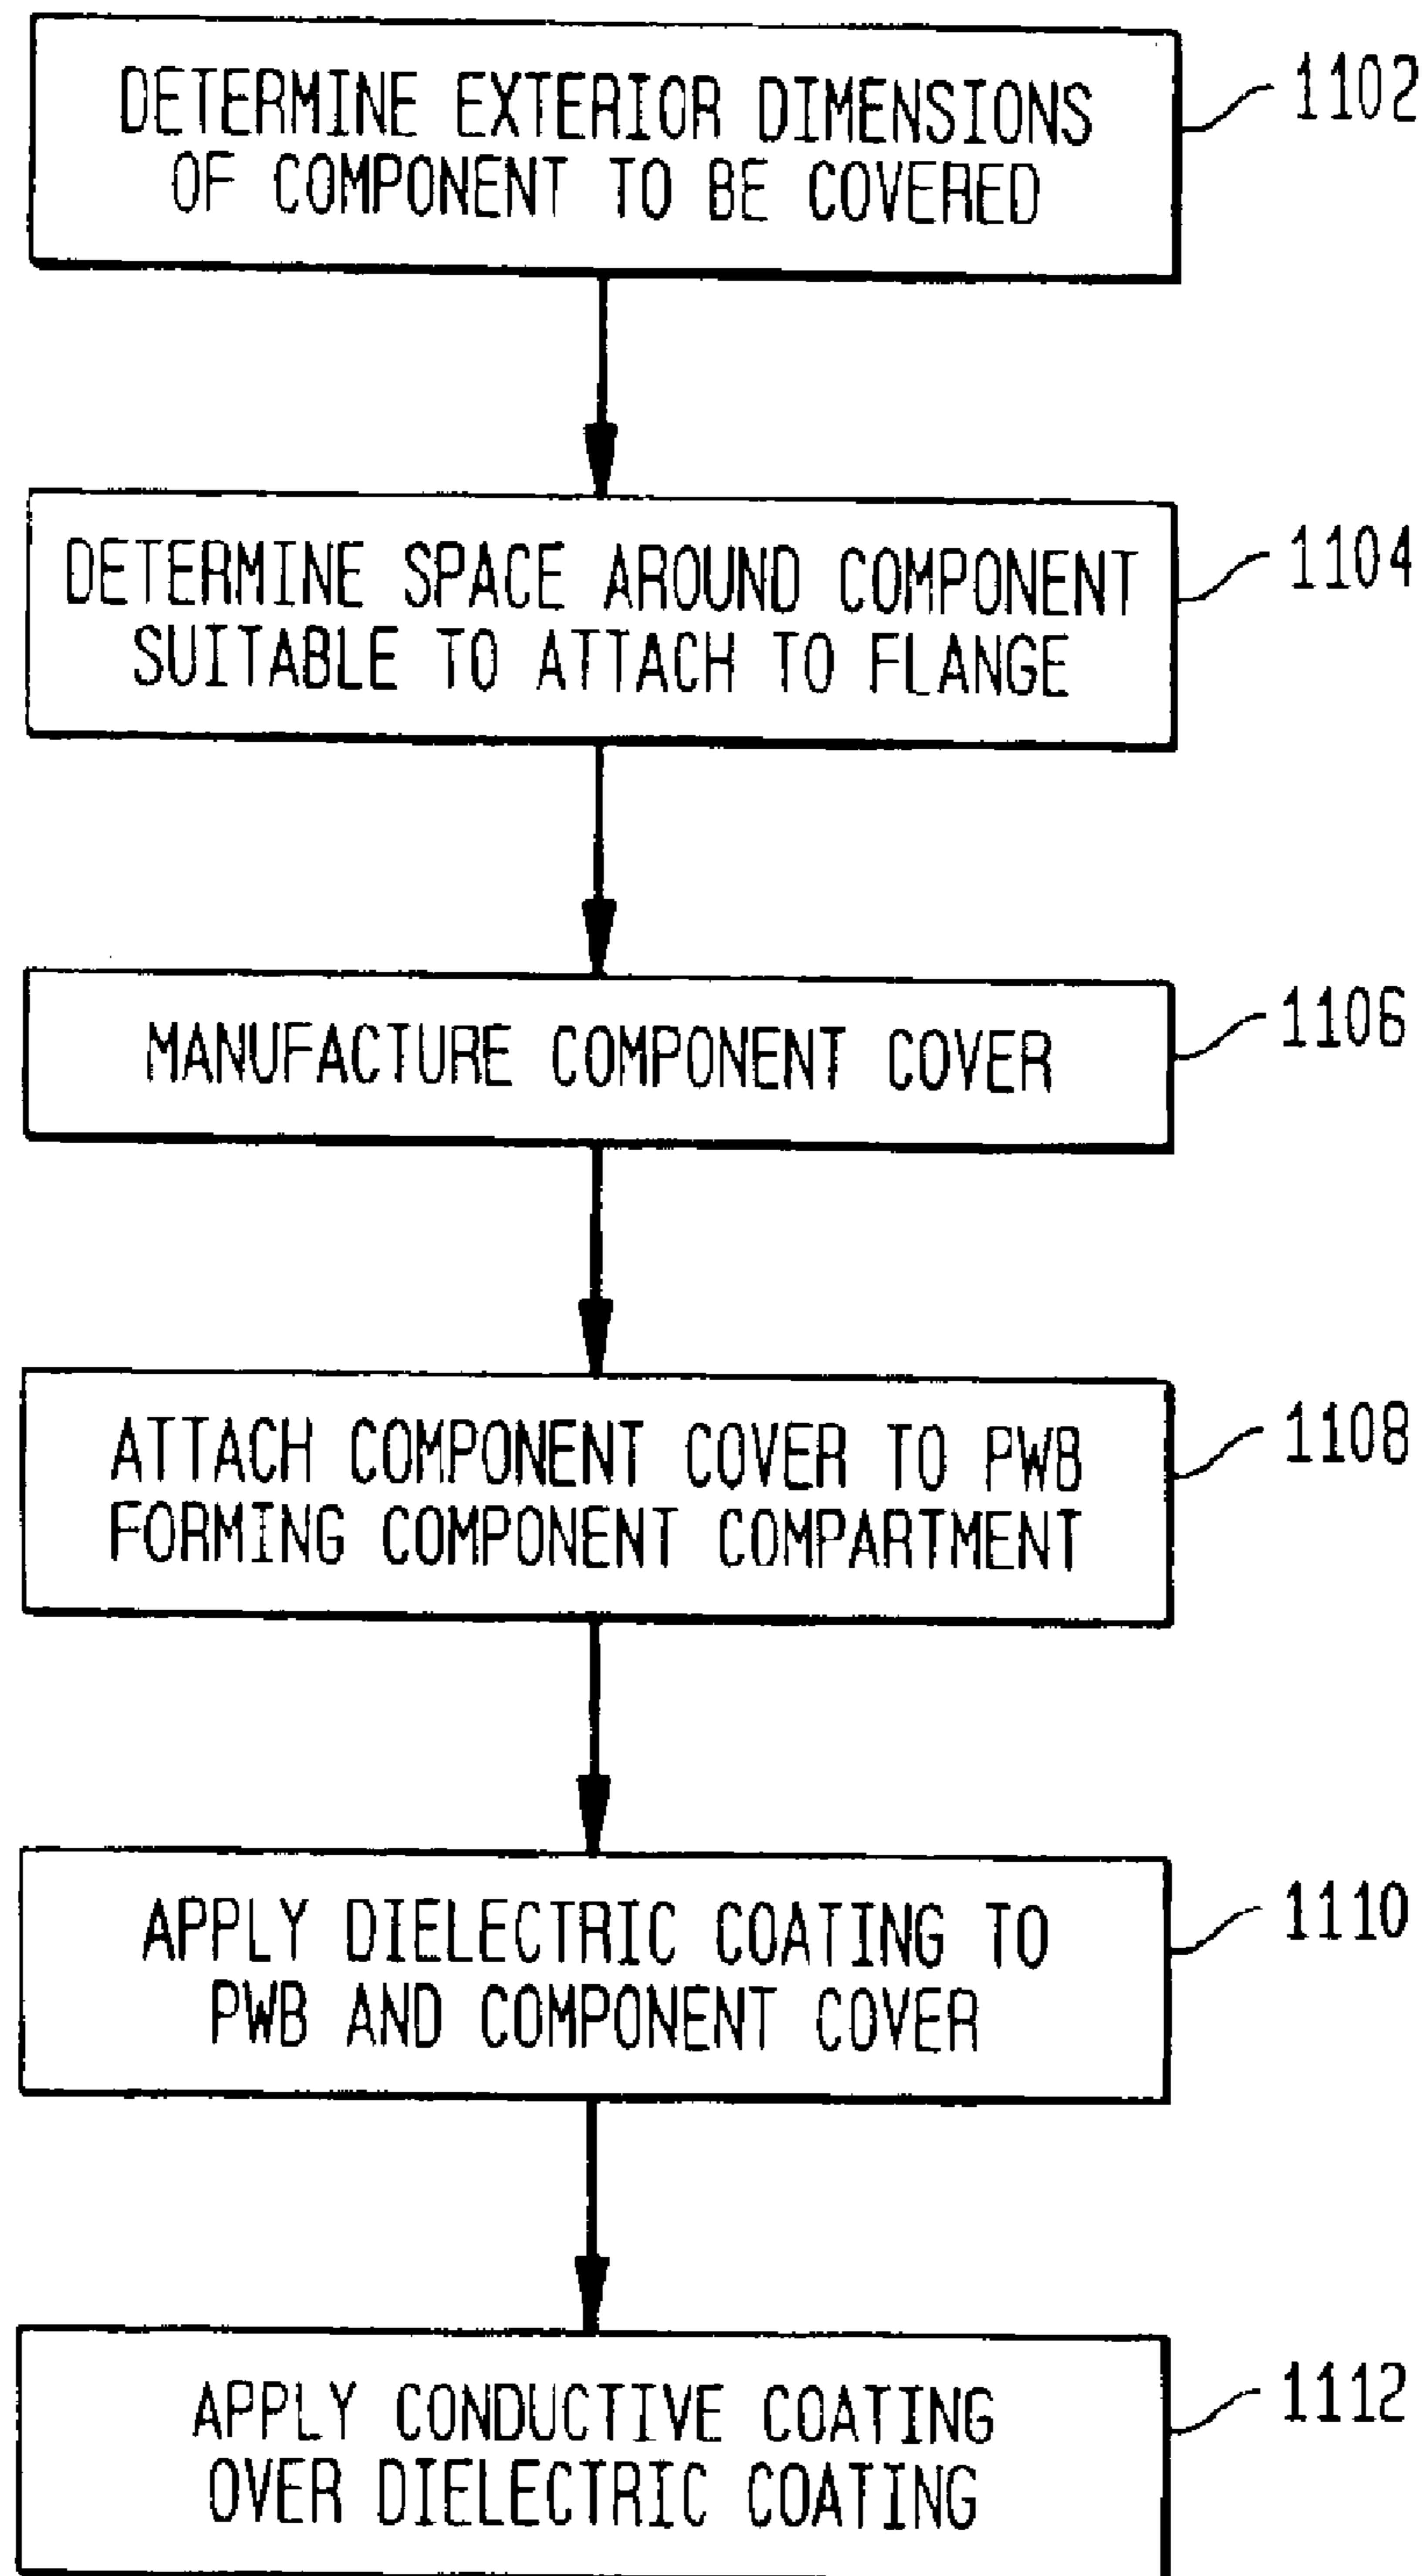 DETERMINE EXTERIOR DIMENSIONS
OF COMPONENT TO BE COVERED
1102
DETERMINE SPACE AROUND COMPONENT
SUITABLE TO ATTACH TO FLANGE
1104
MANUFACTURE COMPONENT COVER
1106
ATTACH COMPONENT COVER TO PWB
FORMING COMPONENT COMPARTMENT
1108
APPLY DIELECTRIC COATING TO
PWB AND COMPONENT COVER
1110
APPLY CONDUCTIVE COATING
OVER DIELECTRIC COATING
1112